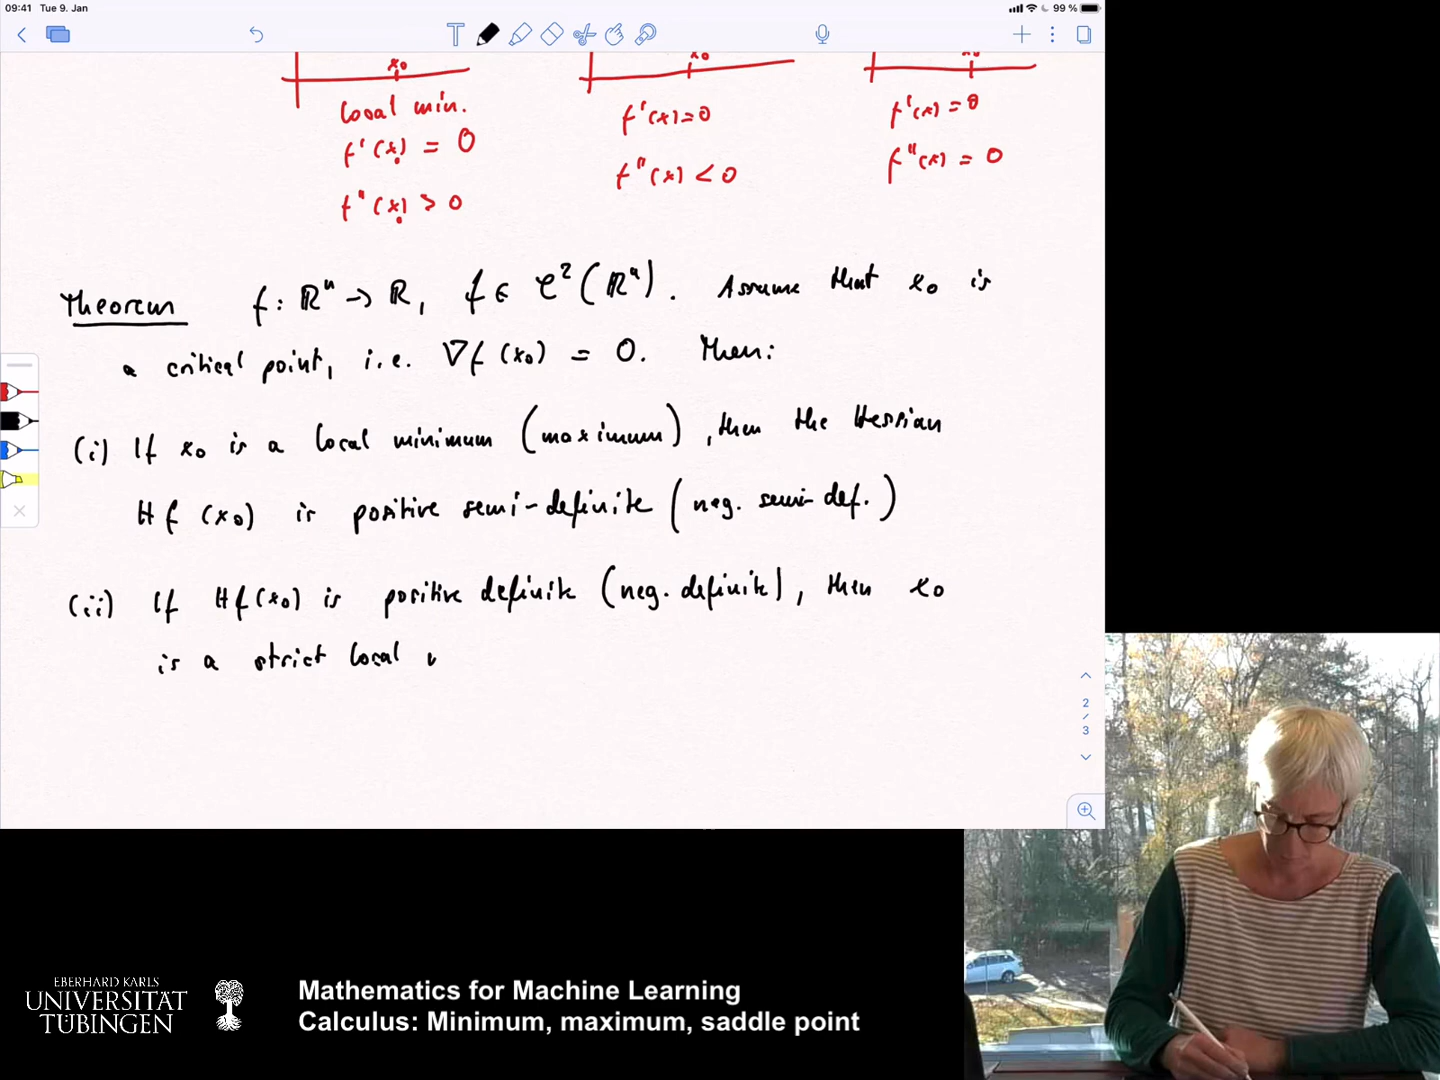 09:41 Tue 9. Jan
99 %
x₀
x₀
x₀
local min.
f'(x₀) = 0
f''(x₀) > 0
f'(x) = 0
f''(x) < 0
f'(x) = 0
f''(x) = 0
Theorem f: ℝⁿ → ℝ, f ∈ C²(ℝⁿ). Assume that x₀ is
a critical point, i.e. ∇f(x₀) = 0. Then:
(i) If x₀ is a local minimum (maximum), then the Hessian
Hf(x₀) is positive semi-definite (neg. semi-def.)
(ii) If Hf(x₀) is positive definite (neg. definite), then x₀
is a strict local
2
/
3
EBERHARD KARLS
UNIVERSITÄT
TÜBINGEN
Mathematics for Machine Learning
Calculus: Minimum, maximum, saddle point